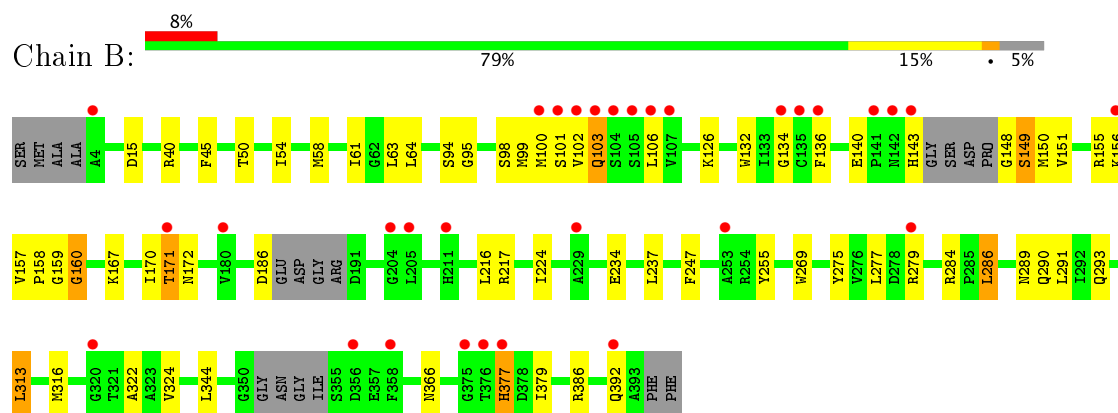 8%
Chain B:
79% 15% • 5%
SER MET ALA ALA A4 D15 R40 F45 T50 I54 M58 I61 G62 L63 L64 S94 G95 S98 M99 M100 S101 V102 Q103 S104 S105 L106 V107 K126 W132 I133 G134 C135 F136 E140 P141 N142 H143 GLY SER ASP PRO G148 S149 M150 V151 R155 K156
V157 P158 G159 G160 K167 I170 T171 N172 V180 D186 GLU ASP GLY ARG D191 G204 L205 H211 L216 R217 I224 A229 E234 L237 F247 A253 R254 Y255 W269 Y275 V276 L277 D278 R279 R284 P285 L286 N289 Q290 L291 I292 Q293
L313 M316 G320 T321 A322 A323 V324 L344 G350 GLY ASN GLY ILE S355 D356 E357 F358 N366 G375 T376 H377 D378 I379 R386 Q392 A393 PHE PHE